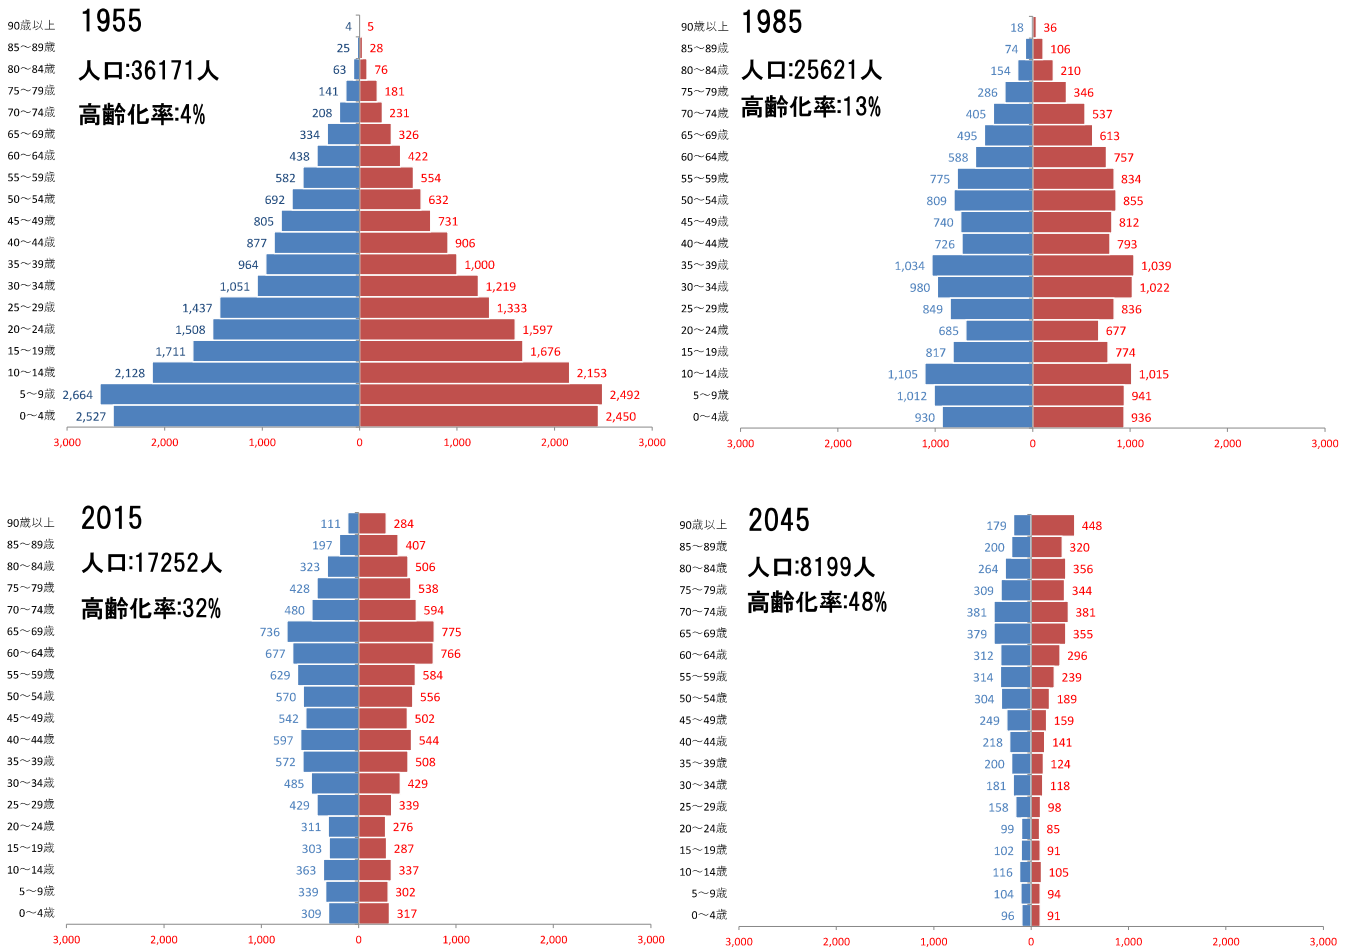 1955
人口:36171人
高齢化率:4%
90歳以上 4 5
85～89歳 25 28
80～84歳 63 76
75～79歳 141 181
70～74歳 208 231
65～69歳 334 326
60～64歳 438 422
55～59歳 582 554
50～54歳 692 632
45～49歳 805 731
40～44歳 877 906
35～39歳 964 1,000
30～34歳 1,051 1,219
25～29歳 1,437 1,333
20～24歳 1,508 1,597
15～19歳 1,711 1,676
10～14歳 2,128 2,153
5～9歳 2,664 2,492
0～4歳 2,527 2,450
3,000 2,000 1,000 0 1,000 2,000 3,000
1985
人口:25621人
高齢化率:13%
90歳以上 18 36
85～89歳 74 106
80～84歳 154 210
75～79歳 286 346
70～74歳 405 537
65～69歳 495 613
60～64歳 588 757
55～59歳 775 834
50～54歳 809 855
45～49歳 740 812
40～44歳 726 793
35～39歳 1,034 1,039
30～34歳 980 1,022
25～29歳 849 836
20～24歳 685 677
15～19歳 817 774
10～14歳 1,105 1,015
5～9歳 1,012 941
0～4歳 930 936
3,000 2,000 1,000 0 1,000 2,000 3,000
2015
人口:17252人
高齢化率:32%
90歳以上 111 284
85～89歳 197 407
80～84歳 323 506
75～79歳 428 538
70～74歳 480 594
65～69歳 736 775
60～64歳 677 766
55～59歳 629 584
50～54歳 570 556
45～49歳 542 502
40～44歳 597 544
35～39歳 572 508
30～34歳 485 429
25～29歳 429 339
20～24歳 311 276
15～19歳 303 287
10～14歳 363 337
5～9歳 339 302
0～4歳 309 317
3,000 2,000 1,000 0 1,000 2,000 3,000
2045
人口:8199人
高齢化率:48%
90歳以上 179 448
85～89歳 200 320
80～84歳 264 356
75～79歳 309 344
70～74歳 381 381
65～69歳 379 355
60～64歳 312 296
55～59歳 314 239
50～54歳 304 189
45～49歳 249 159
40～44歳 218 141
35～39歳 200 124
30～34歳 181 118
25～29歳 158 98
20～24歳 99 85
15～19歳 102 91
10～14歳 116 105
5～9歳 104 94
0～4歳 96 91
3,000 2,000 1,000 0 1,000 2,000 3,000